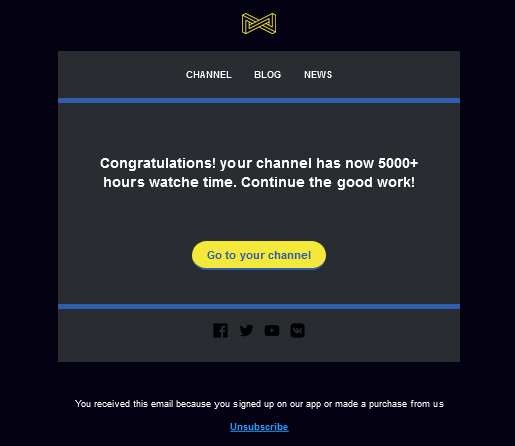 CHANNEL BLOG NEWS
Congratulations! your channel has now 5000+
hours watche time. Continue the good work!
Go to your channel
You received this email because you signed up on our app or made a purchase from us
Unsubscribe